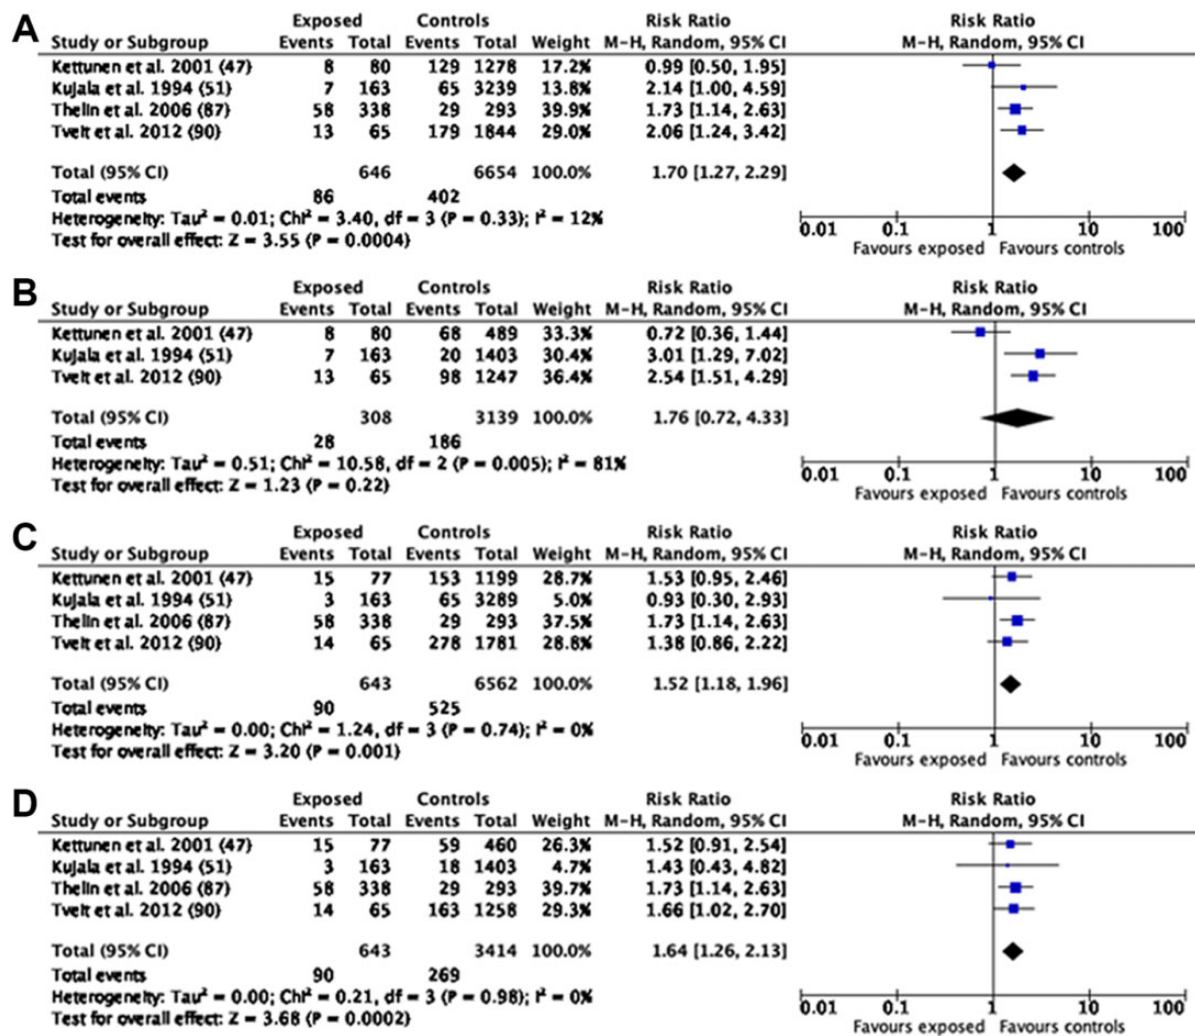 A
Exposed Controls Risk Ratio Risk Ratio
Study or Subgroup Events Total Events Total Weight M-H, Random, 95% CI M-H, Random, 95% CI
Kettunen et al. 2001 (47) 8 80 129 1278 17.2% 0.99 [0.50, 1.95]
Kujala et al. 1994 (51) 7 163 65 3239 13.8% 2.14 [1.00, 4.59]
Thelin et al. 2006 (87) 58 338 29 293 39.9% 1.73 [1.14, 2.63]
Tveit et al. 2012 (90) 13 65 179 1844 29.0% 2.06 [1.24, 3.42]
Total (95% CI) 646 6654 100.0% 1.70 [1.27, 2.29]
Total events 86 402
Heterogeneity: Tau² = 0.01; Chi² = 3.40, df = 3 (P = 0.33); I² = 12%
Test for overall effect: Z = 3.55 (P = 0.0004)
0.01 0.1 1 10 100
Favours exposed Favours controls
B
Exposed Controls Risk Ratio Risk Ratio
Study or Subgroup Events Total Events Total Weight M-H, Random, 95% CI M-H, Random, 95% CI
Kettunen et al. 2001 (47) 8 80 68 489 33.3% 0.72 [0.36, 1.44]
Kujala et al. 1994 (51) 7 163 20 1403 30.4% 3.01 [1.29, 7.02]
Tveit et al. 2012 (90) 13 65 98 1247 36.4% 2.54 [1.51, 4.29]
Total (95% CI) 308 3139 100.0% 1.76 [0.72, 4.33]
Total events 28 186
Heterogeneity: Tau² = 0.51; Chi² = 10.58, df = 2 (P = 0.005); I² = 81%
Test for overall effect: Z = 1.23 (P = 0.22)
0.01 0.1 1 10 100
Favours exposed Favours controls
C
Exposed Controls Risk Ratio Risk Ratio
Study or Subgroup Events Total Events Total Weight M-H, Random, 95% CI M-H, Random, 95% CI
Kettunen et al. 2001 (47) 15 77 153 1199 28.7% 1.53 [0.95, 2.46]
Kujala et al. 1994 (51) 3 163 65 3289 5.0% 0.93 [0.30, 2.93]
Thelin et al. 2006 (87) 58 338 29 293 37.5% 1.73 [1.14, 2.63]
Tveit et al. 2012 (90) 14 65 278 1781 28.8% 1.38 [0.86, 2.22]
Total (95% CI) 643 6562 100.0% 1.52 [1.18, 1.96]
Total events 90 525
Heterogeneity: Tau² = 0.00; Chi² = 1.24, df = 3 (P = 0.74); I² = 0%
Test for overall effect: Z = 3.20 (P = 0.001)
0.01 0.1 1 10 100
Favours exposed Favours controls
D
Exposed Controls Risk Ratio Risk Ratio
Study or Subgroup Events Total Events Total Weight M-H, Random, 95% CI M-H, Random, 95% CI
Kettunen et al. 2001 (47) 15 77 59 460 26.3% 1.52 [0.91, 2.54]
Kujala et al. 1994 (51) 3 163 18 1403 4.7% 1.43 [0.43, 4.82]
Thelin et al. 2006 (87) 58 338 29 293 39.7% 1.73 [1.14, 2.63]
Tveit et al. 2012 (90) 14 65 163 1258 29.3% 1.66 [1.02, 2.70]
Total (95% CI) 643 3414 100.0% 1.64 [1.26, 2.13]
Total events 90 269
Heterogeneity: Tau² = 0.00; Chi² = 0.21, df = 3 (P = 0.98); I² = 0%
Test for overall effect: Z = 3.68 (P = 0.0002)
0.01 0.1 1 10 100
Favours exposed Favours controls